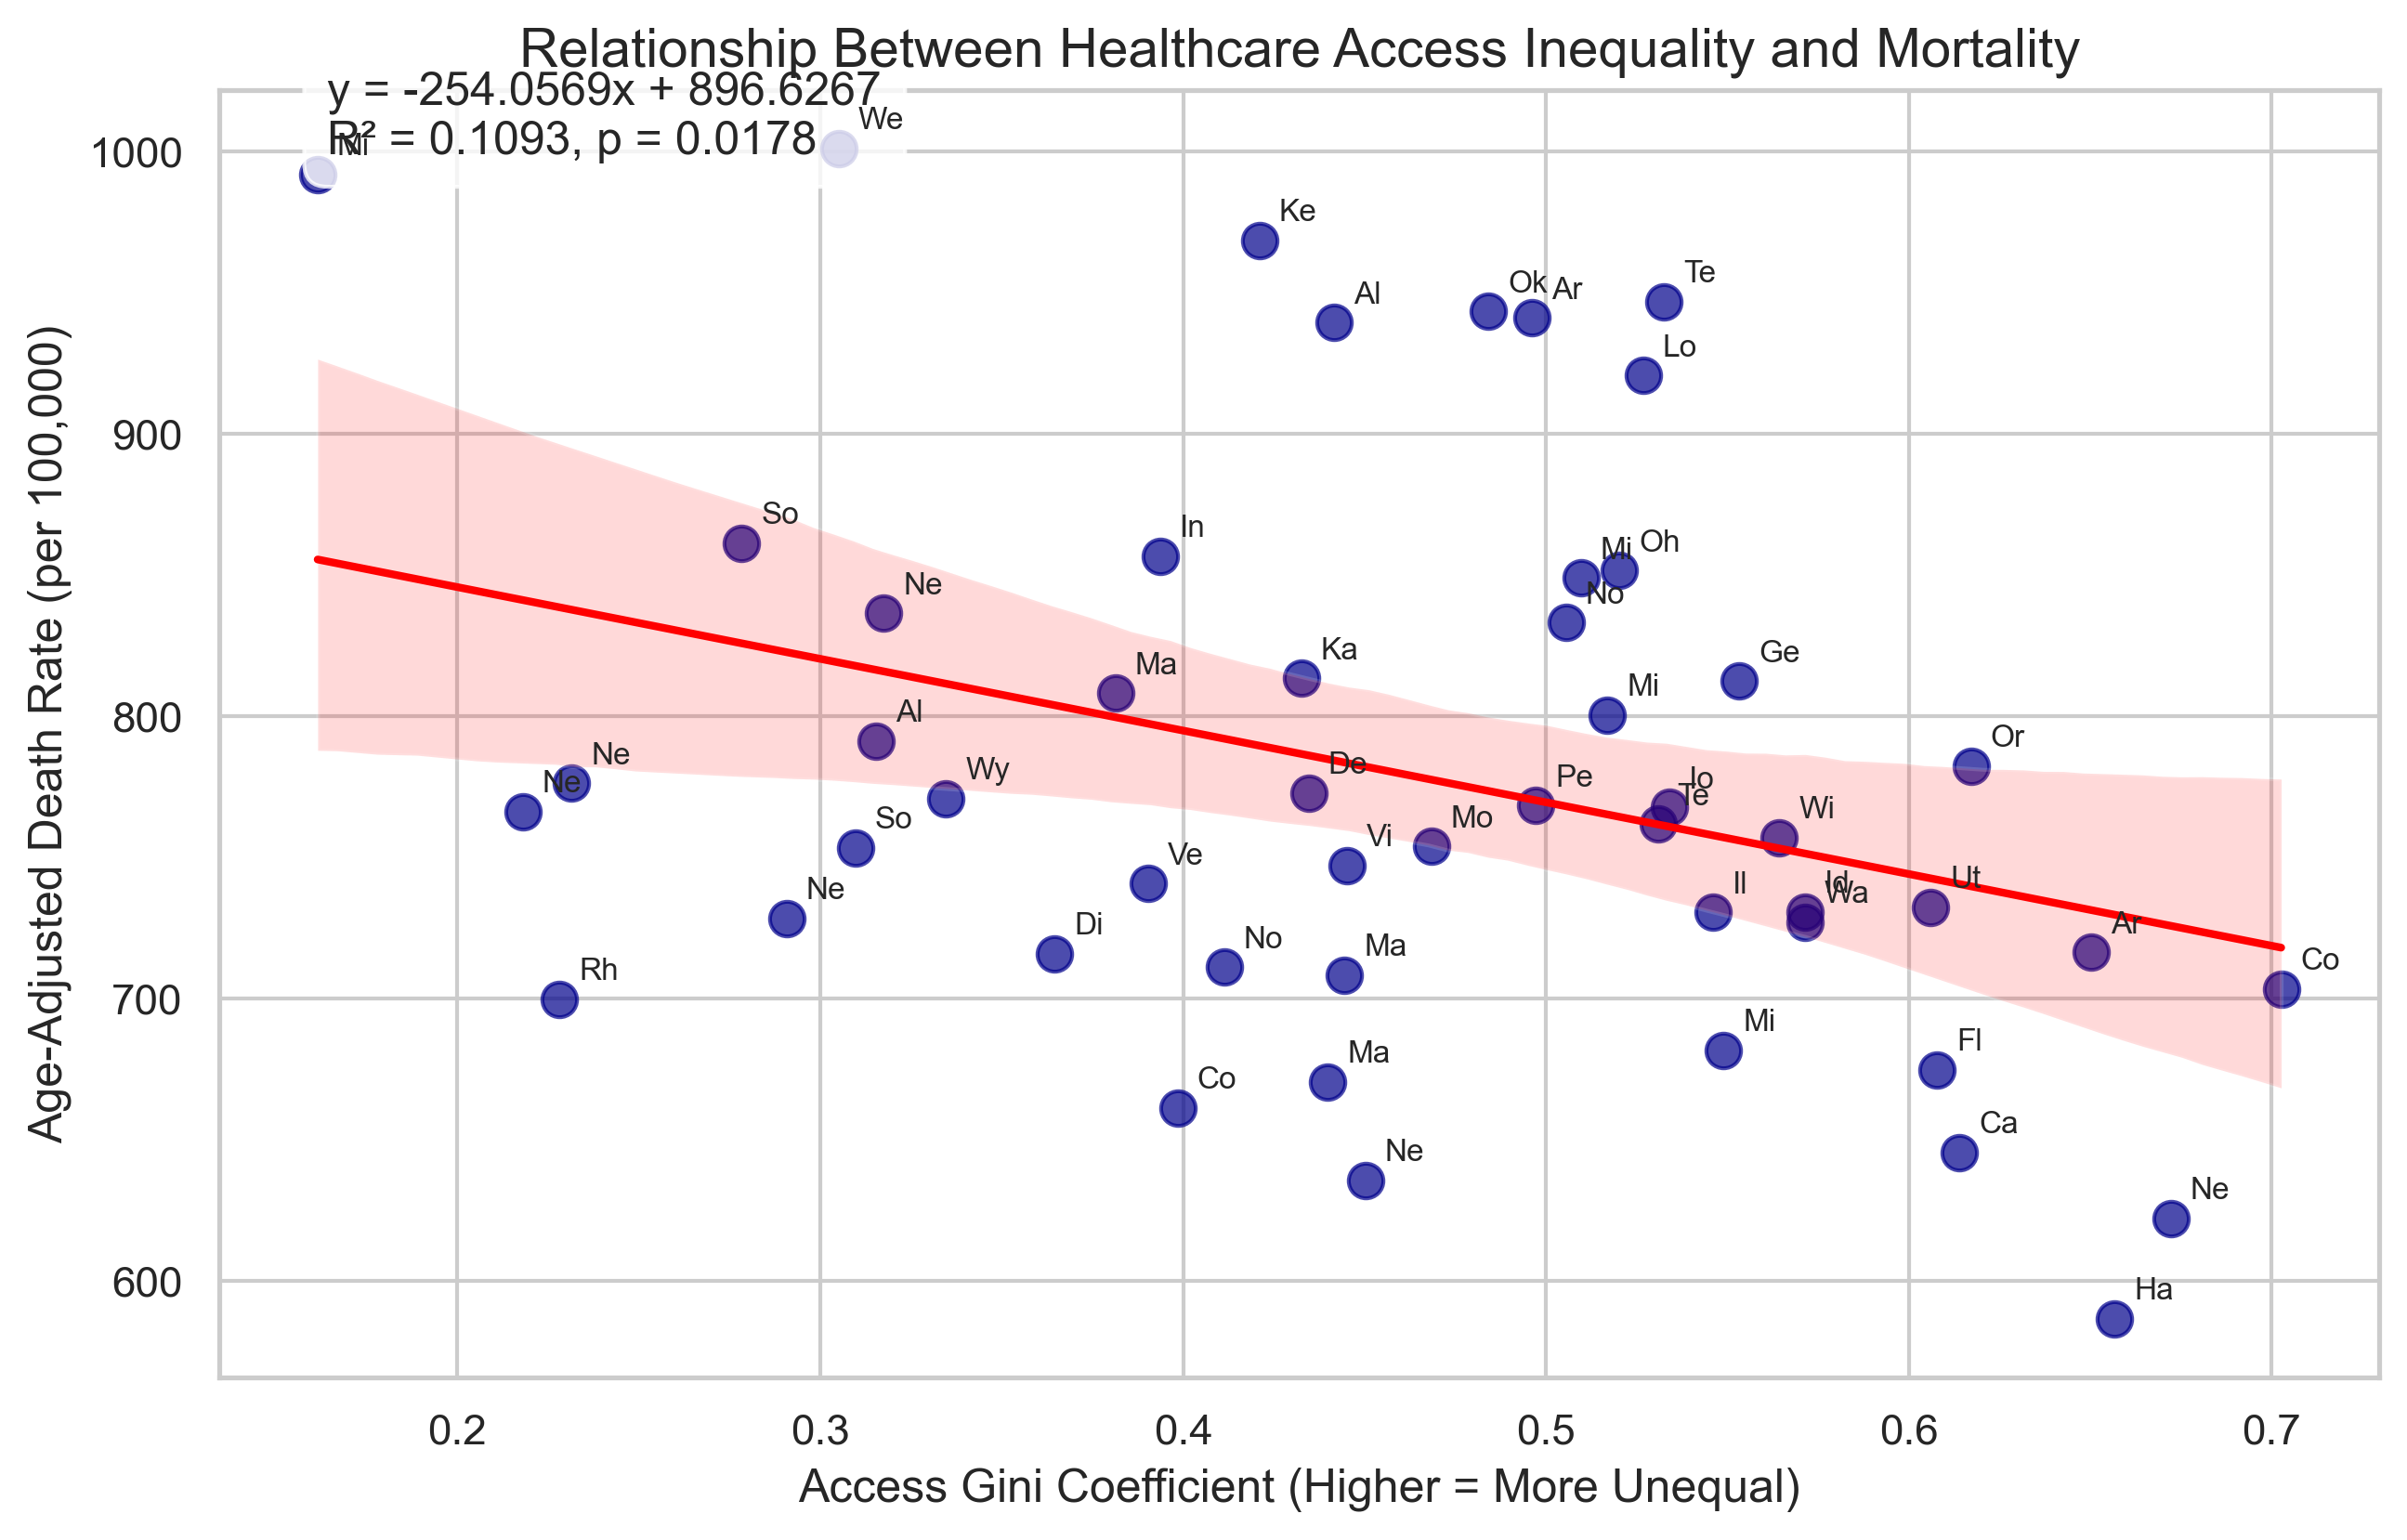 Relationship Between Healthcare Access Inequality and Mortality
y = -254.0569x + 896.6267
R² = 0.1093, p = 0.0178
Age-Adjusted Death Rate (per 100,000)
1000
900
800
700
600
Mi
We
Ke
Al
Ok
Ar
Te
Lo
So
In
Mi
Oh
Ne
No
Ma
Ka
Ge
Al
Mi
Ne
Ne
Wy
De
Pe
Io
Te
Or
So
Ve
Vi
Mo
Wi
Ne
Di
Il
Id
Wa
Ut
Rh
No
Ma
Ar
Co
Co
Ma
Mi
Fl
Ne
Ca
Ne
Ha
0.2
0.3
0.4
0.5
0.6
0.7
Access Gini Coefficient (Higher = More Unequal)